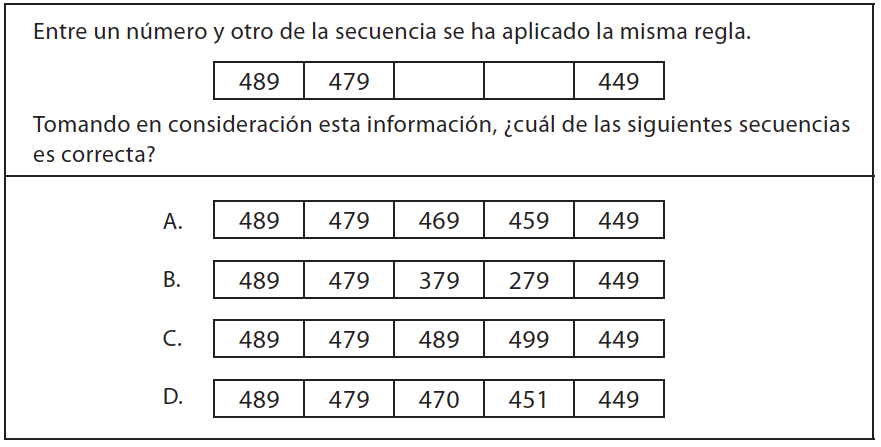 Entre un número y otro de la secuencia se ha aplicado la misma regla.
489 479 449
Tomando en consideración esta información, ¿cuál de las siguientes secuencias
es correcta?
A. 489 479 469 459 449
B. 489 479 379 279 449
C. 489 479 489 499 449
D. 489 479 470 451 449